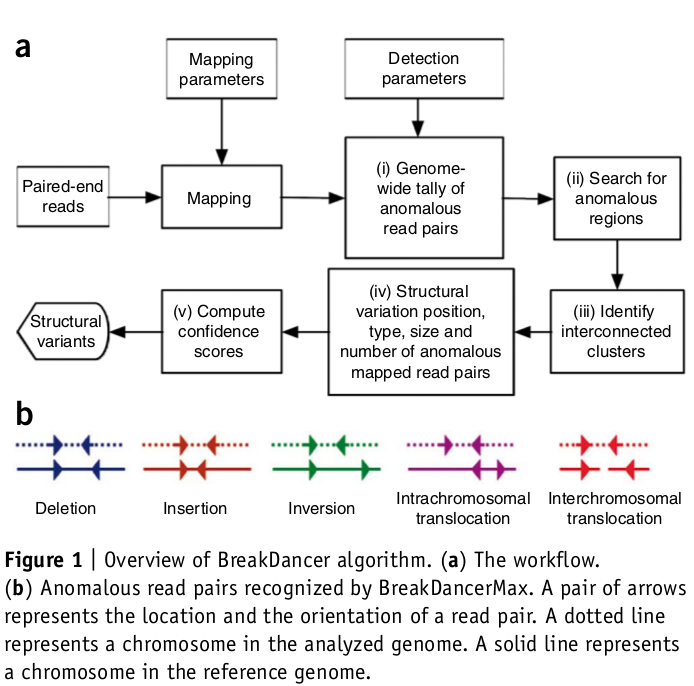 a
Mapping
parameters
Detection
parameters
Paired-end
reads
Mapping
(i) Genome-
wide tally of
anomalous
read pairs
(ii) Search for
anomalous
regions
(iii) Identify
interconnected
clusters
(iv) Structural
variation position,
type, size and
number of anomalous
mapped read pairs
(v) Compute
confidence
scores
Structural
variants
b
Deletion
Insertion
Inversion
Intrachromosomal
translocation
Interchromosomal
translocation
Figure 1 | Overview of BreakDancer algorithm. (a) The workflow.
(b) Anomalous read pairs recognized by BreakDancerMax. A pair of arrows
represents the location and the orientation of a read pair. A dotted line
represents a chromosome in the analyzed genome. A solid line represents
a chromosome in the reference genome.